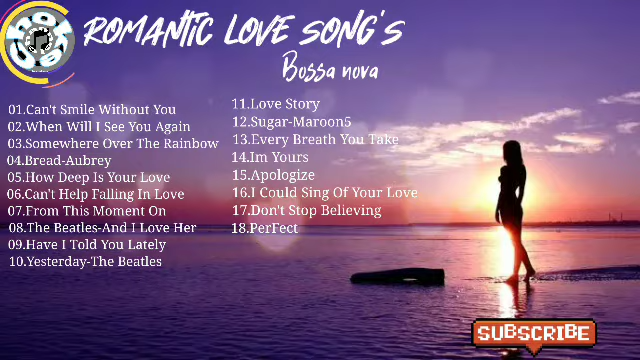 ROMANTIC LOVE SONG'S
Bossa nova
01.Can't Smile Without You
02.When Will I See You Again
03.Somewhere Over The Rainbow
04.Bread-Aubrey
05.How Deep Is Your Love
06.Can't Help Falling In Love
07.From This Moment On
08.The Beatles-And I Love Her
09.Have I Told You Lately
10.Yesterday-The Beatles
11.Love Story
12.Sugar-Maroon5
13.Every Breath You Take
14.Im Yours
15.Apologize
16.I Could Sing Of Your Love
17.Don't Stop Believing
18.PerFect
SUBSCRIBE